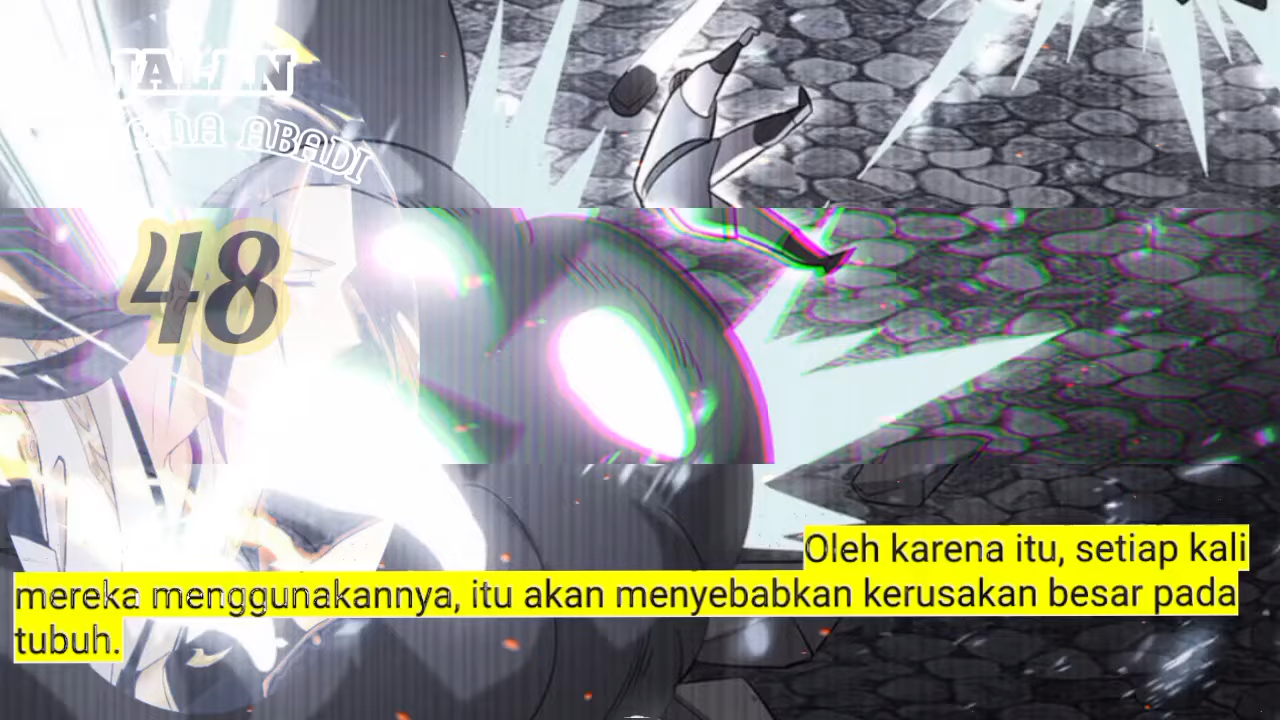 JALAN
ABADI
48
Oleh karena itu, setiap kali
mereka menggunakannya, itu akan menyebabkan kerusakan besar pada
tubuh.